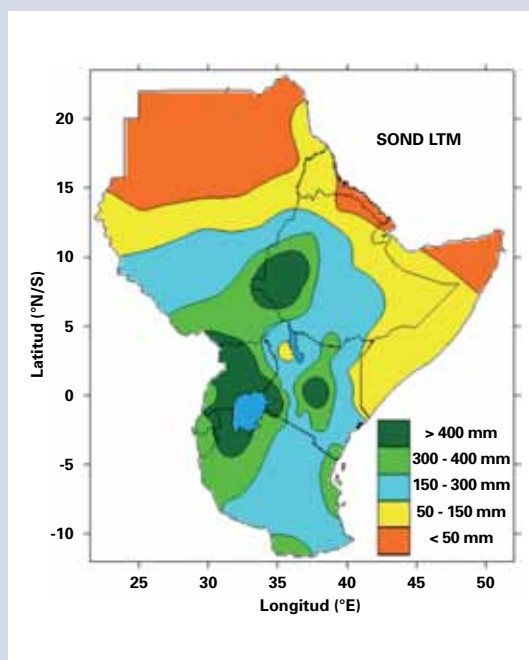 SOND LTM
Latitud (°N/S)
20
15
10
5
0
-5
-10
> 400 mm
300 - 400 mm
150 - 300 mm
50 - 150 mm
< 50 mm
25 30 35 40 45 50
Longitud (°E)